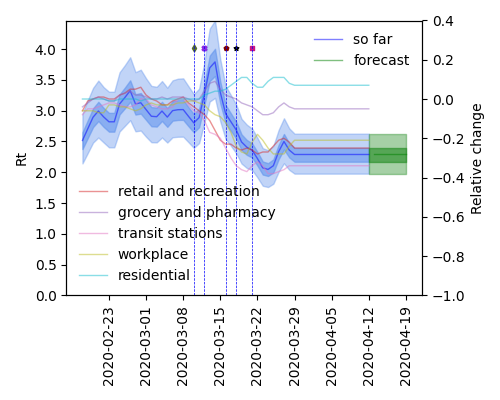 so far
forecast
Rt
4.0
3.5
3.0
2.5
2.0
1.5
1.0
0.5
0.0
0.4
0.2
0.0
−0.2
−0.4
−0.6
−0.8
−1.0
Relative change
retail and recreation
grocery and pharmacy
transit stations
workplace
residential
2020-02-23
2020-03-01
2020-03-08
2020-03-15
2020-03-22
2020-03-29
2020-04-05
2020-04-12
2020-04-19